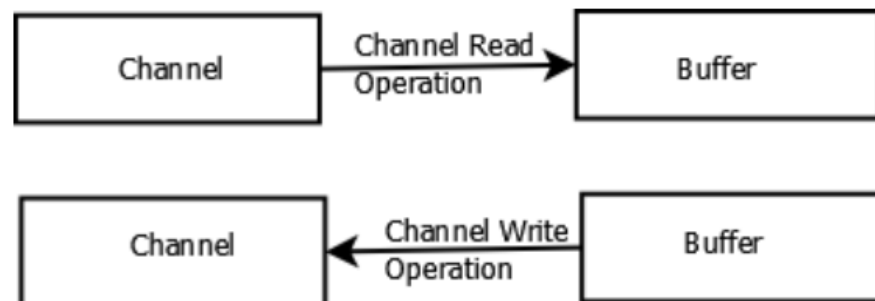 Channel
Channel Read
Operation
Buffer
Channel
Channel Write
Operation
Buffer